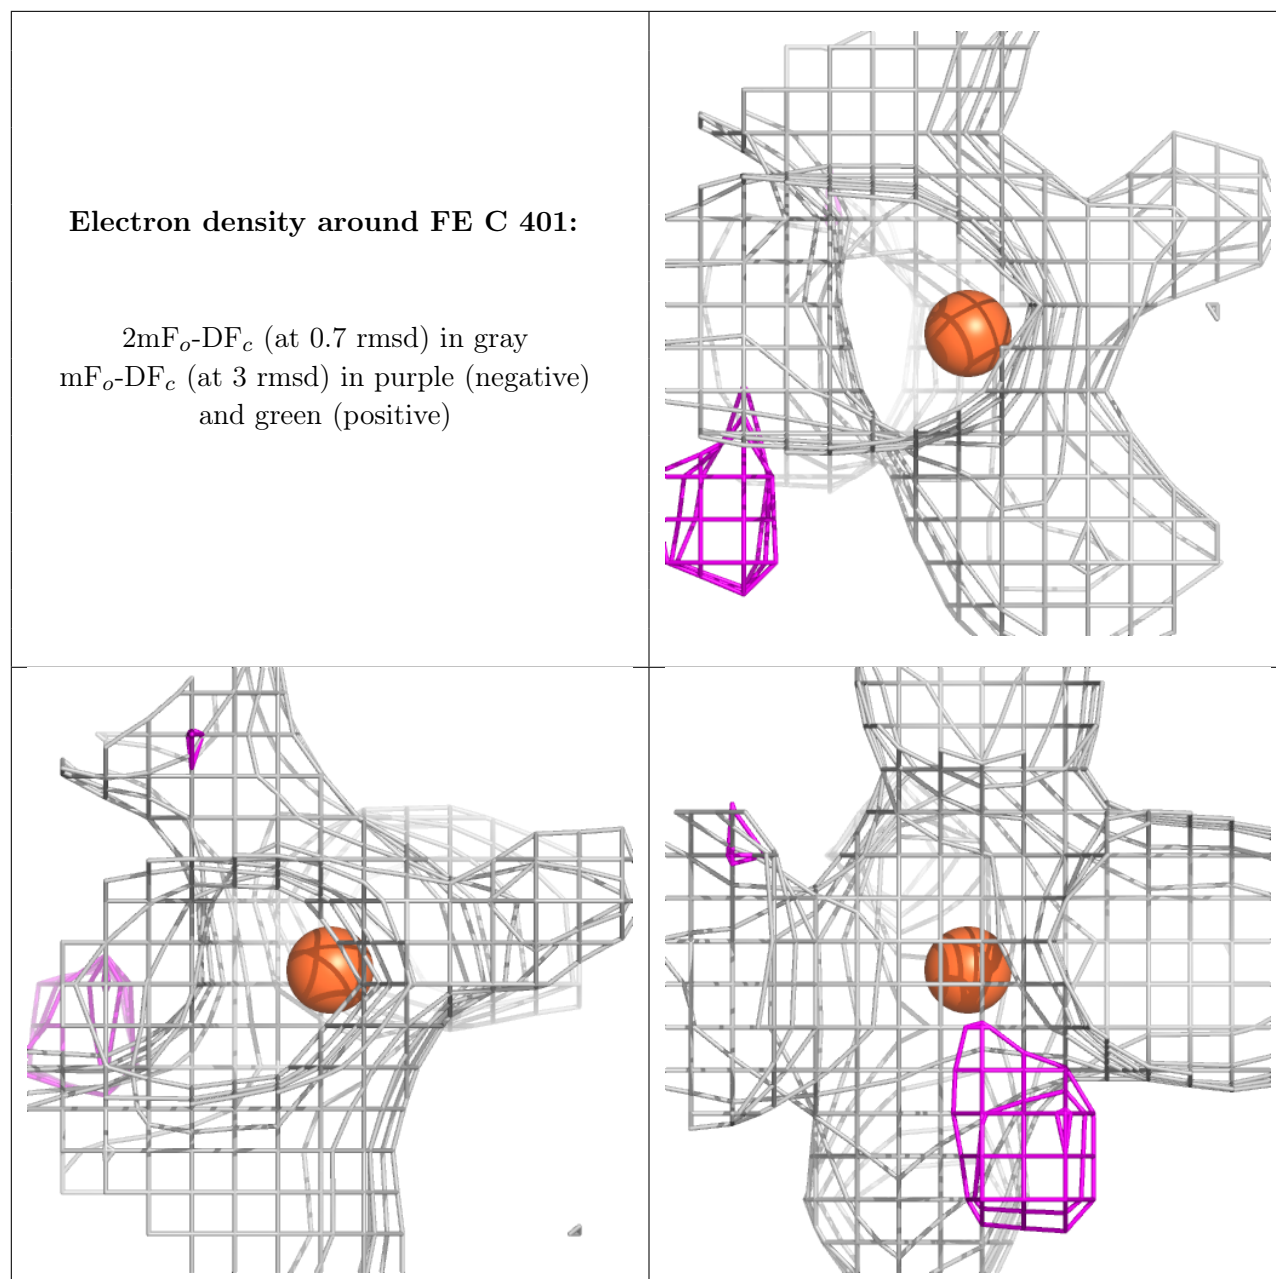 Electron density around FE C 401:
2mFo-DFc (at 0.7 rmsd) in gray
mFo-DFc (at 3 rmsd) in purple (negative)
and green (positive)